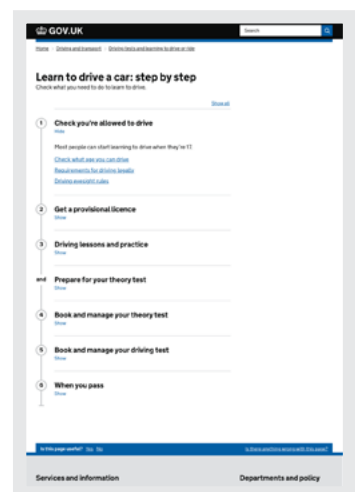 GOV.UK
Search
Home Driving and transport Driving tests and learning to drive or ride
Learn to drive a car: step by step
Check what you need to do to learn to drive.
Show all
1 Check you're allowed to drive
Hide
Most people can start learning to drive when they're 17.
Check what age you can drive
Requirements for driving legally
Driving eyesight rules
2 Get a provisional licence
Show
3 Driving lessons and practice
Show
and Prepare for your theory test
Show
4 Book and manage your theory test
Show
5 Book and manage your driving test
Show
6 When you pass
Show
Is this page useful? Yes No
Is there anything wrong with this page?
Services and information
Departments and policy